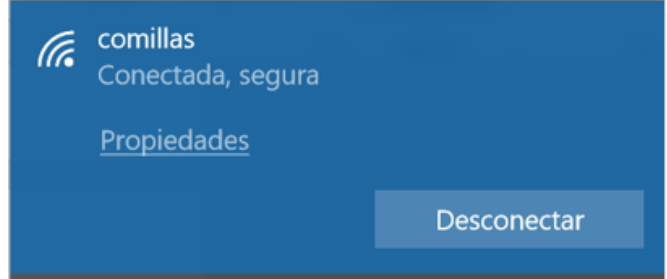 comillas
Conectada, segura
Propiedades
Desconectar